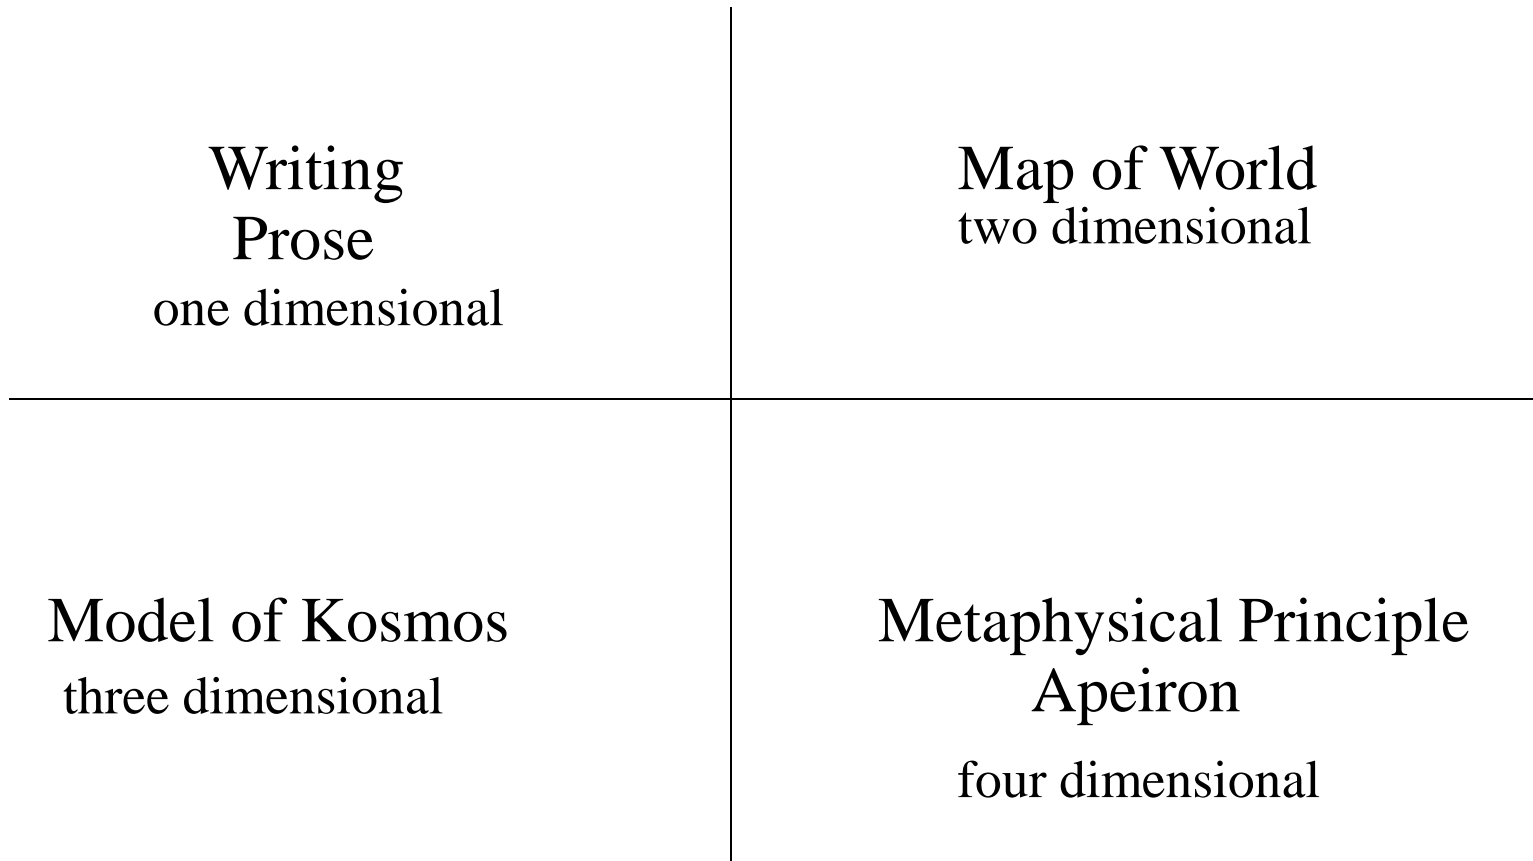 Writing
Prose
one dimensional
Map of World
two dimensional
Model of Kosmos
three dimensional
Metaphysical Principle
Apeiron
four dimensional